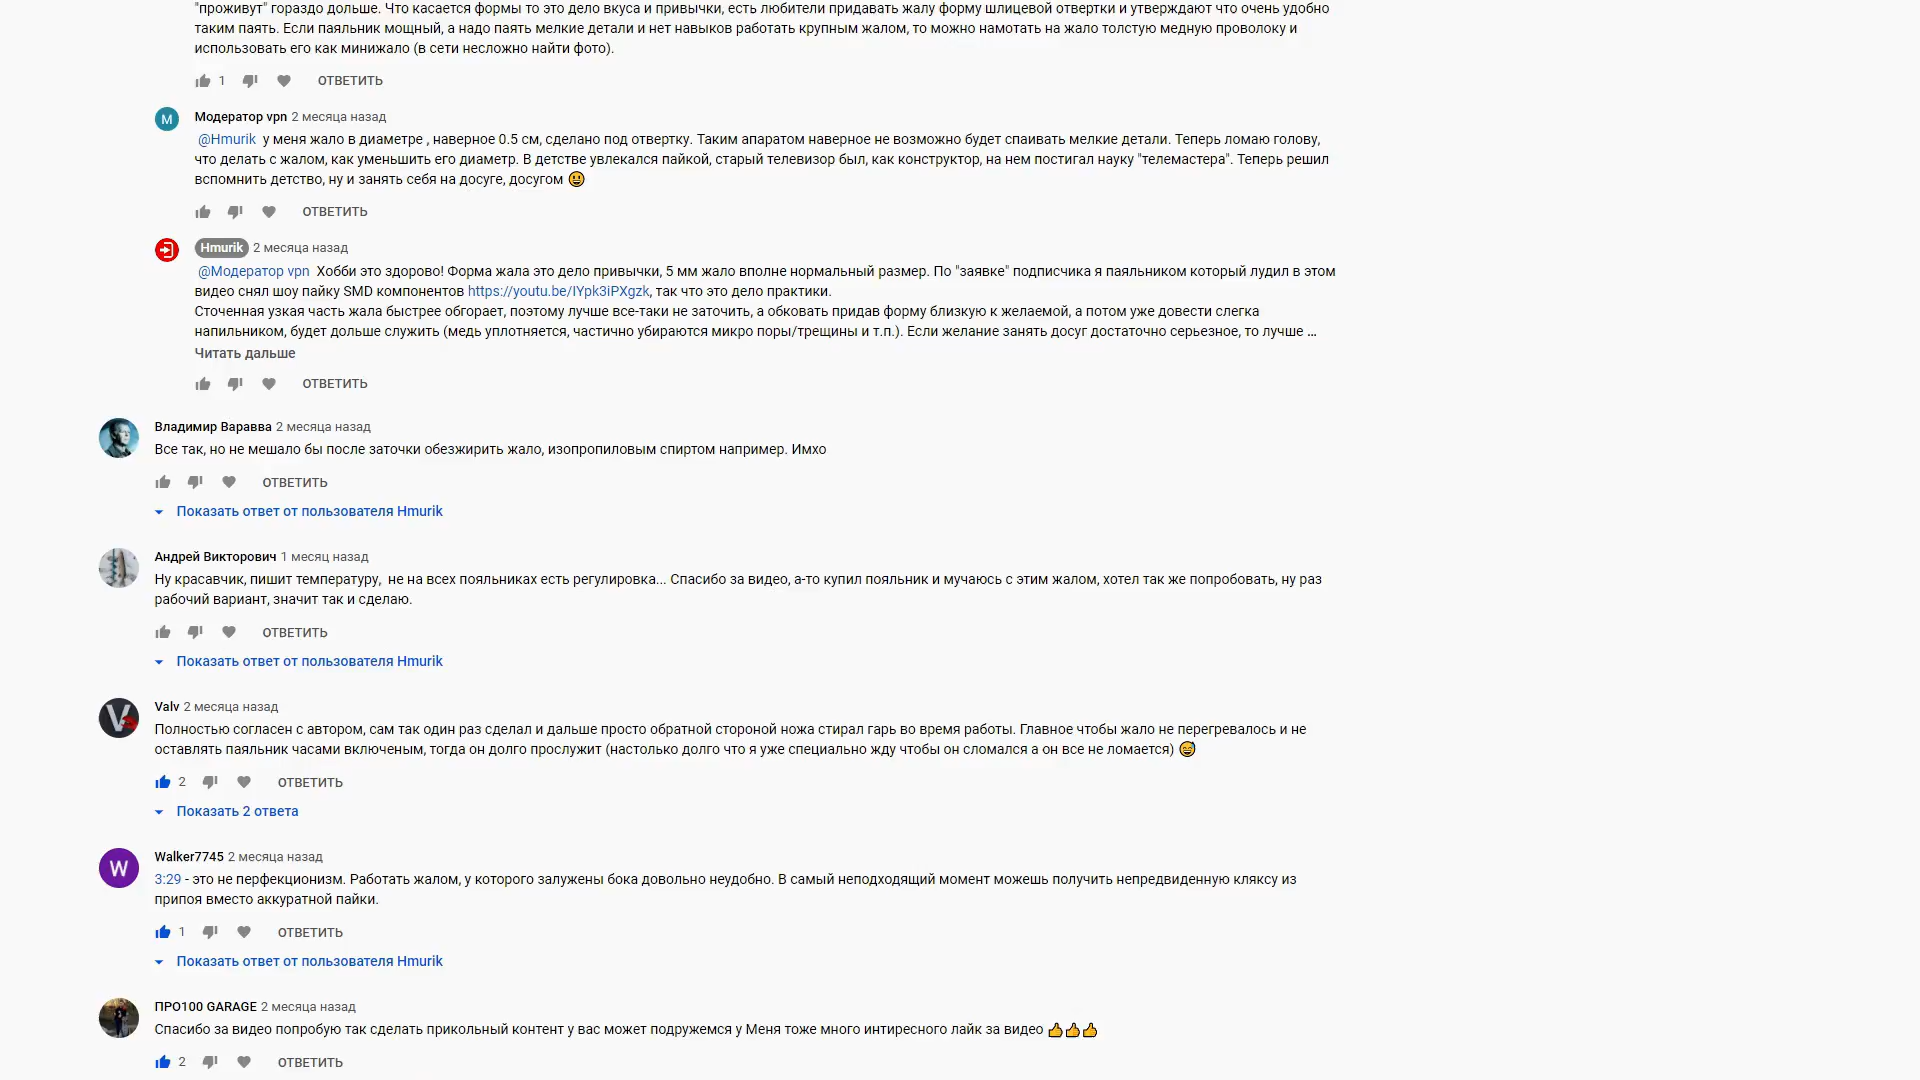 "проживут" гораздо дольше. Что касается формы то это дело вкуса и привычки, есть любители придавать жалу форму шлицевой отвертки и утверждают что очень удобно
таким паять. Если паяльник мощный, а надо паять мелкие детали и нет навыков работать крупным жалом, то можно намотать на жало толстую медную проволоку и
использовать его как минижало (в сети несложно найти фото).
1 ОТВЕТИТЬ
М
Модератор vpn 2 месяца назад
@Hmurik у меня жало в диаметре , наверное 0.5 см, сделано под отвертку. Таким апаратом наверное не возможно будет спаивать мелкие детали. Теперь ломаю голову,
что делать с жалом, как уменьшить его диаметр. В детстве увлекался пайкой, старый телевизор был, как конструктор, на нем постигал науку "телемастера". Теперь решил
вспомнить детство, ну и занять себя на досуге, досугом 😃
ОТВЕТИТЬ
Hmurik 2 месяца назад
@Модератор vpn Хобби это здорово! Форма жала это дело привычки, 5 мм жало вполне нормальный размер. По "заявке" подписчика я паяльником который лудил в этом
видео снял шоу пайку SMD компонентов https://youtu.be/IYpk3iPXgzk, так что это дело практики.
Сточенная узкая часть жала быстрее обгорает, поэтому лучше все-таки не заточить, а обковать придав форму близкую к желаемой, а потом уже довести слегка
напильником, будет дольше служить (медь уплотняется, частично убираются микро поры/трещины и т.п.). Если желание занять досуг достаточно серьезное, то лучше ...
Читать дальше
ОТВЕТИТЬ
Владимир Варавва 2 месяца назад
Все так, но не мешало бы после заточки обезжирить жало, изопропиловым спиртом например. Имхо
ОТВЕТИТЬ
Показать ответ от пользователя Hmurik
Андрей Викторович 1 месяц назад
Ну красавчик, пишит температуру, не на всех пояльниках есть регулировка... Спасибо за видео, а-то купил пояльник и мучаюсь с этим жалом, хотел так же попробовать, ну раз
рабочий вариант, значит так и сделаю.
ОТВЕТИТЬ
Показать ответ от пользователя Hmurik
V
Valv 2 месяца назад
Полностью согласен с автором, сам так один раз сделал и дальше просто обратной стороной ножа стирал гарь во время работы. Главное чтобы жало не перегревалось и не
оставлять паяльник часами включеным, тогда он долго прослужит (настолько долго что я уже специально жду чтобы он сломался а он все не ломается) 😅
2 ОТВЕТИТЬ
Показать 2 ответа
W
Walker7745 2 месяца назад
3:29 - это не перфекционизм. Работать жалом, у которого залужены бока довольно неудобно. В самый неподходящий момент можешь получить непредвиденную кляксу из
припоя вместо аккуратной пайки.
1 ОТВЕТИТЬ
Показать ответ от пользователя Hmurik
ПРО100 GARAGE 2 месяца назад
Спасибо за видео попробую так сделать прикольный контент у вас может подружемся у Меня тоже много интиресного лайк за видео 👍👍👍
2 ОТВЕТИТЬ